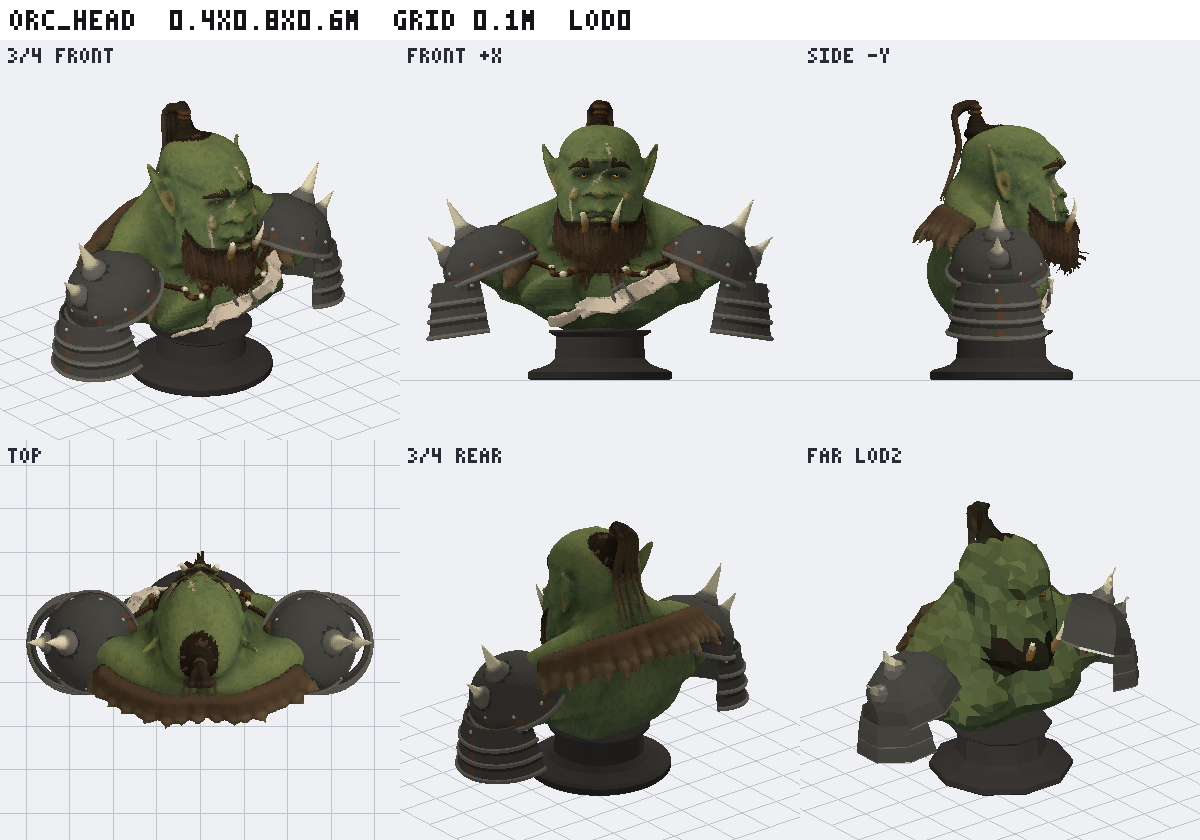 ORC_HEAD 0.4X0.8X0.6M GRID 0.1M LOD0
3/4 FRONT
FRONT +X
SIDE -Y
TOP
3/4 REAR
FAR LOD2